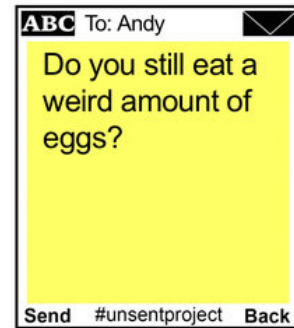 ABC To: Andy
Do you still eat a
weird amount of
eggs?
Send #unsentproject Back